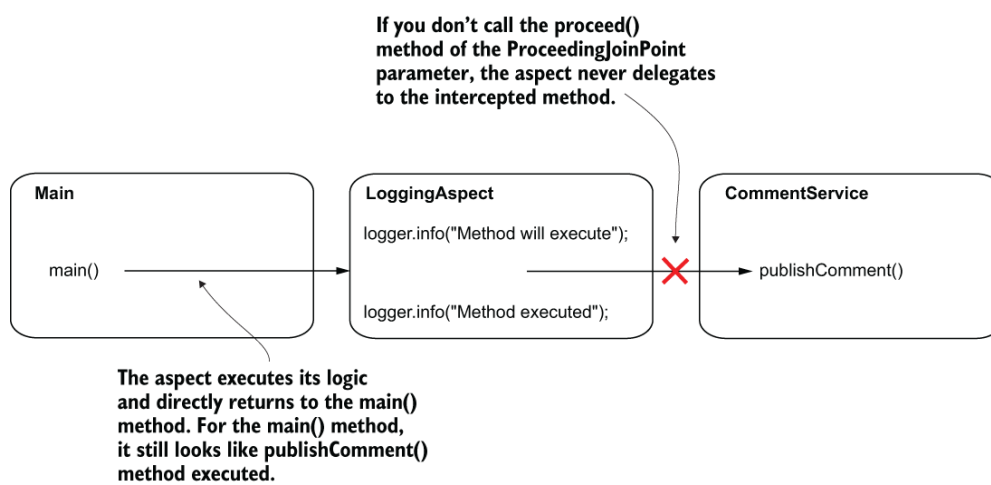 If you don’t call the proceed()
method of the ProceedingJoinPoint
parameter, the aspect never delegates
to the intercepted method.
Main
LoggingAspect
CommentService
logger.info("Method will execute");
main()
publishComment()
logger.info("Method executed");
The aspect executes its logic
and directly returns to the main()
method. For the main() method,
it still looks like publishComment()
method executed.